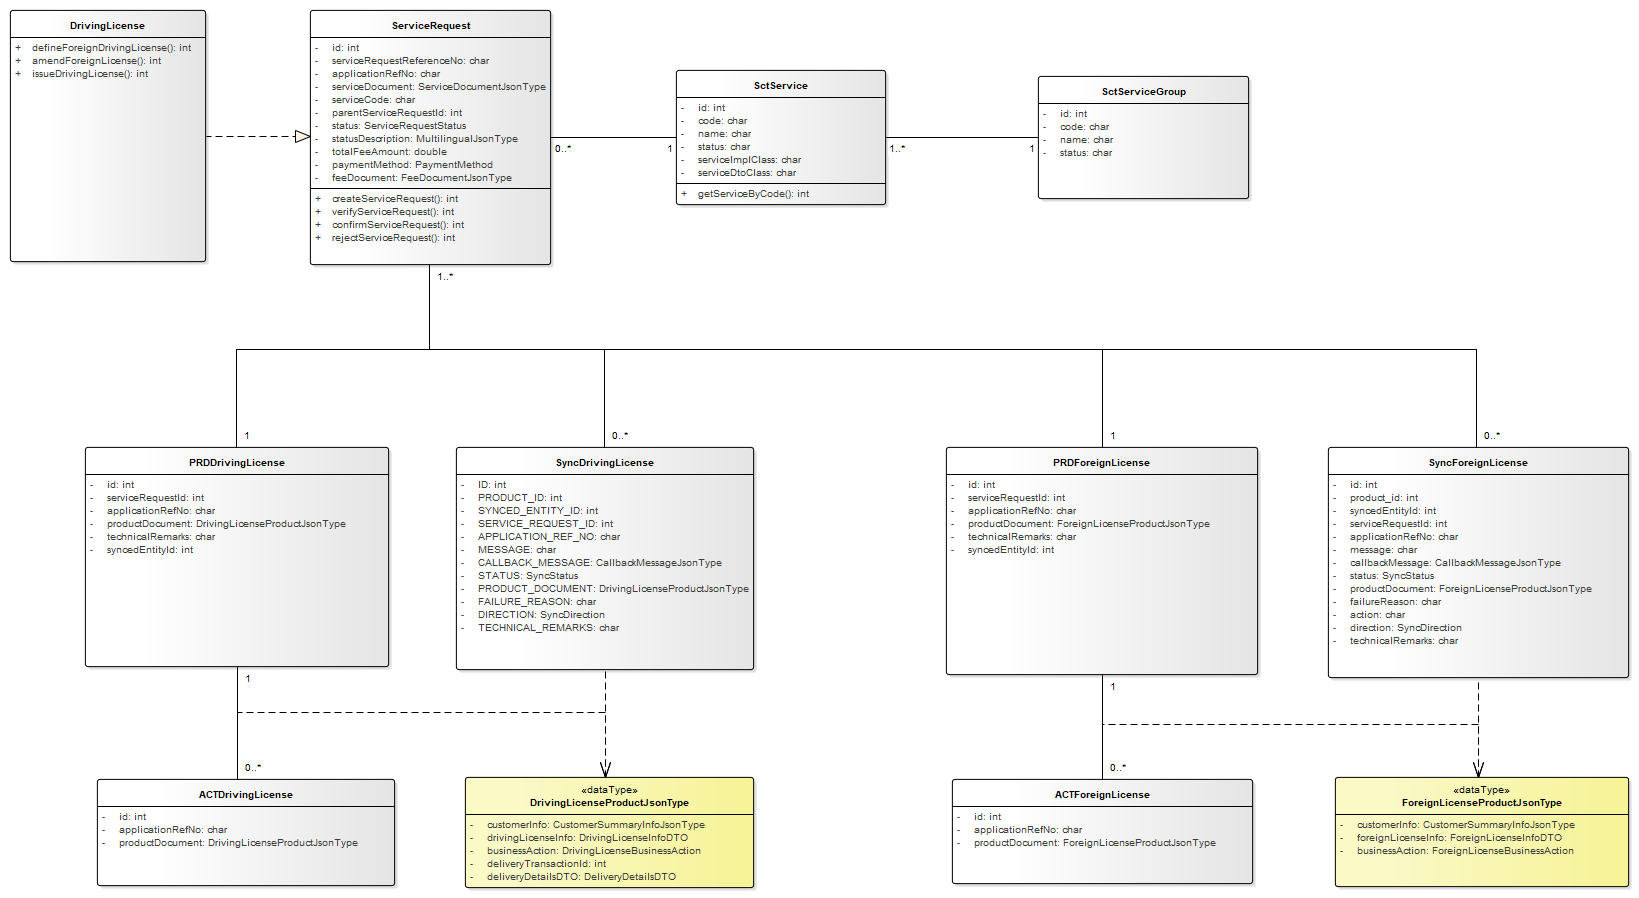 DrivingLicense
+ defineForeignDrivingLicense(): int
+ amendForeignLicense(): int
+ issueDrivingLicense(): int
ServiceRequest
- id: int
- serviceRequestReferenceNo: char
- applicationRefNo: char
- serviceDocument: ServiceDocumentJsonType
- serviceCode: char
- parentServiceRequestId: int
- status: ServiceRequestStatus
- statusDescription: MultilingualJsonType
- totalFeeAmount: double
- paymentMethod: PaymentMethod
- feeDocument: FeeDocumentJsonType
+ createServiceRequest(): int
+ verifyServiceRequest(): int
+ confirmServiceRequest(): int
+ rejectServiceRequest(): int
0..*
1
SctService
- id: int
- code: char
- name: char
- status: char
- serviceImplClass: char
- serviceDtoClass: char
+ getServiceByCode(): int
1..*
1
SctServiceGroup
- id: int
- code: char
- name: char
- status: char
1..*
1
0..*
1
0..*
PRDDrivingLicense
- id: int
- serviceRequestId: int
- applicationRefNo: char
- productDocument: DrivingLicenseProductJsonType
- technicalRemarks: char
- syncedEntityId: int
SyncDrivingLicense
- ID: int
- PRODUCT_ID: int
- SYNCED_ENTITY_ID: int
- SERVICE_REQUEST_ID: int
- APPLICATION_REF_NO: char
- MESSAGE: char
- CALLBACK_MESSAGE: CallbackMessageJsonType
- STATUS: SyncStatus
- PRODUCT_DOCUMENT: DrivingLicenseProductJsonType
- FAILURE_REASON: char
- DIRECTION: SyncDirection
- TECHNICAL_REMARKS: char
PRDForeignLicense
- id: int
- serviceRequestId: int
- applicationRefNo: char
- productDocument: ForeignLicenseProductJsonType
- technicalRemarks: char
- syncedEntityId: int
SyncForeignLicense
- id: int
- product_id: int
- syncedEntityId: int
- serviceRequestId: int
- applicationRefNo: char
- message: char
- callbackMessage: CallbackMessageJsonType
- status: SyncStatus
- productDocument: ForeignLicenseProductJsonType
- failureReason: char
- action: char
- direction: SyncDirection
- technicalRemarks: char
1
0..*
1
0..*
ACTDrivingLicense
- id: int
- applicationRefNo: char
- productDocument: DrivingLicenseProductJsonType
«dataType»
DrivingLicenseProductJsonType
- customerInfo: CustomerSummaryInfoJsonType
- drivingLicenseInfo: DrivingLicenseInfoDTO
- businessAction: DrivingLicenseBusinessAction
- deliveryTransactionId: int
- deliveryDetailsDTO: DeliveryDetailsDTO
ACTForeignLicense
- id: int
- applicationRefNo: char
- productDocument: ForeignLicenseProductJsonType
«dataType»
ForeignLicenseProductJsonType
- customerInfo: CustomerSummaryInfoJsonType
- foreignLicenseInfo: ForeignLicenseInfoDTO
- businessAction: ForeignLicenseBusinessAction